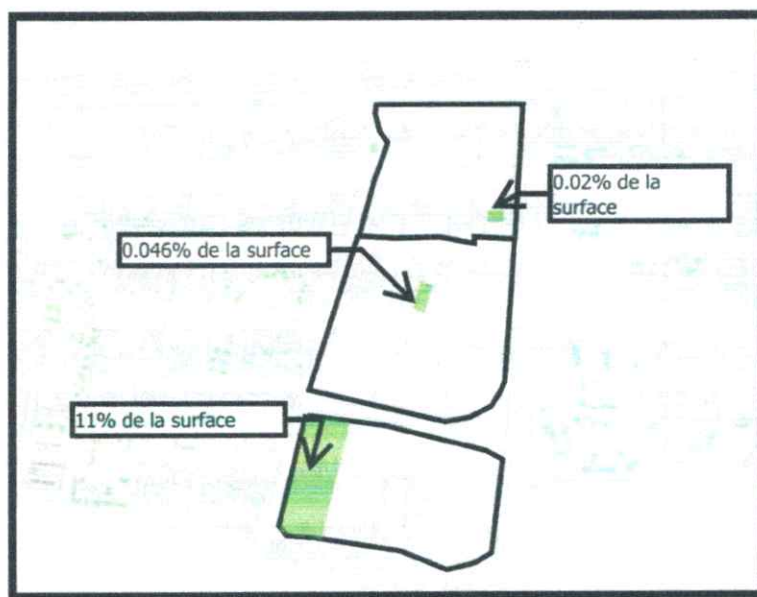 0.02% de la
surface
0.046% de la surface
11% de la surface